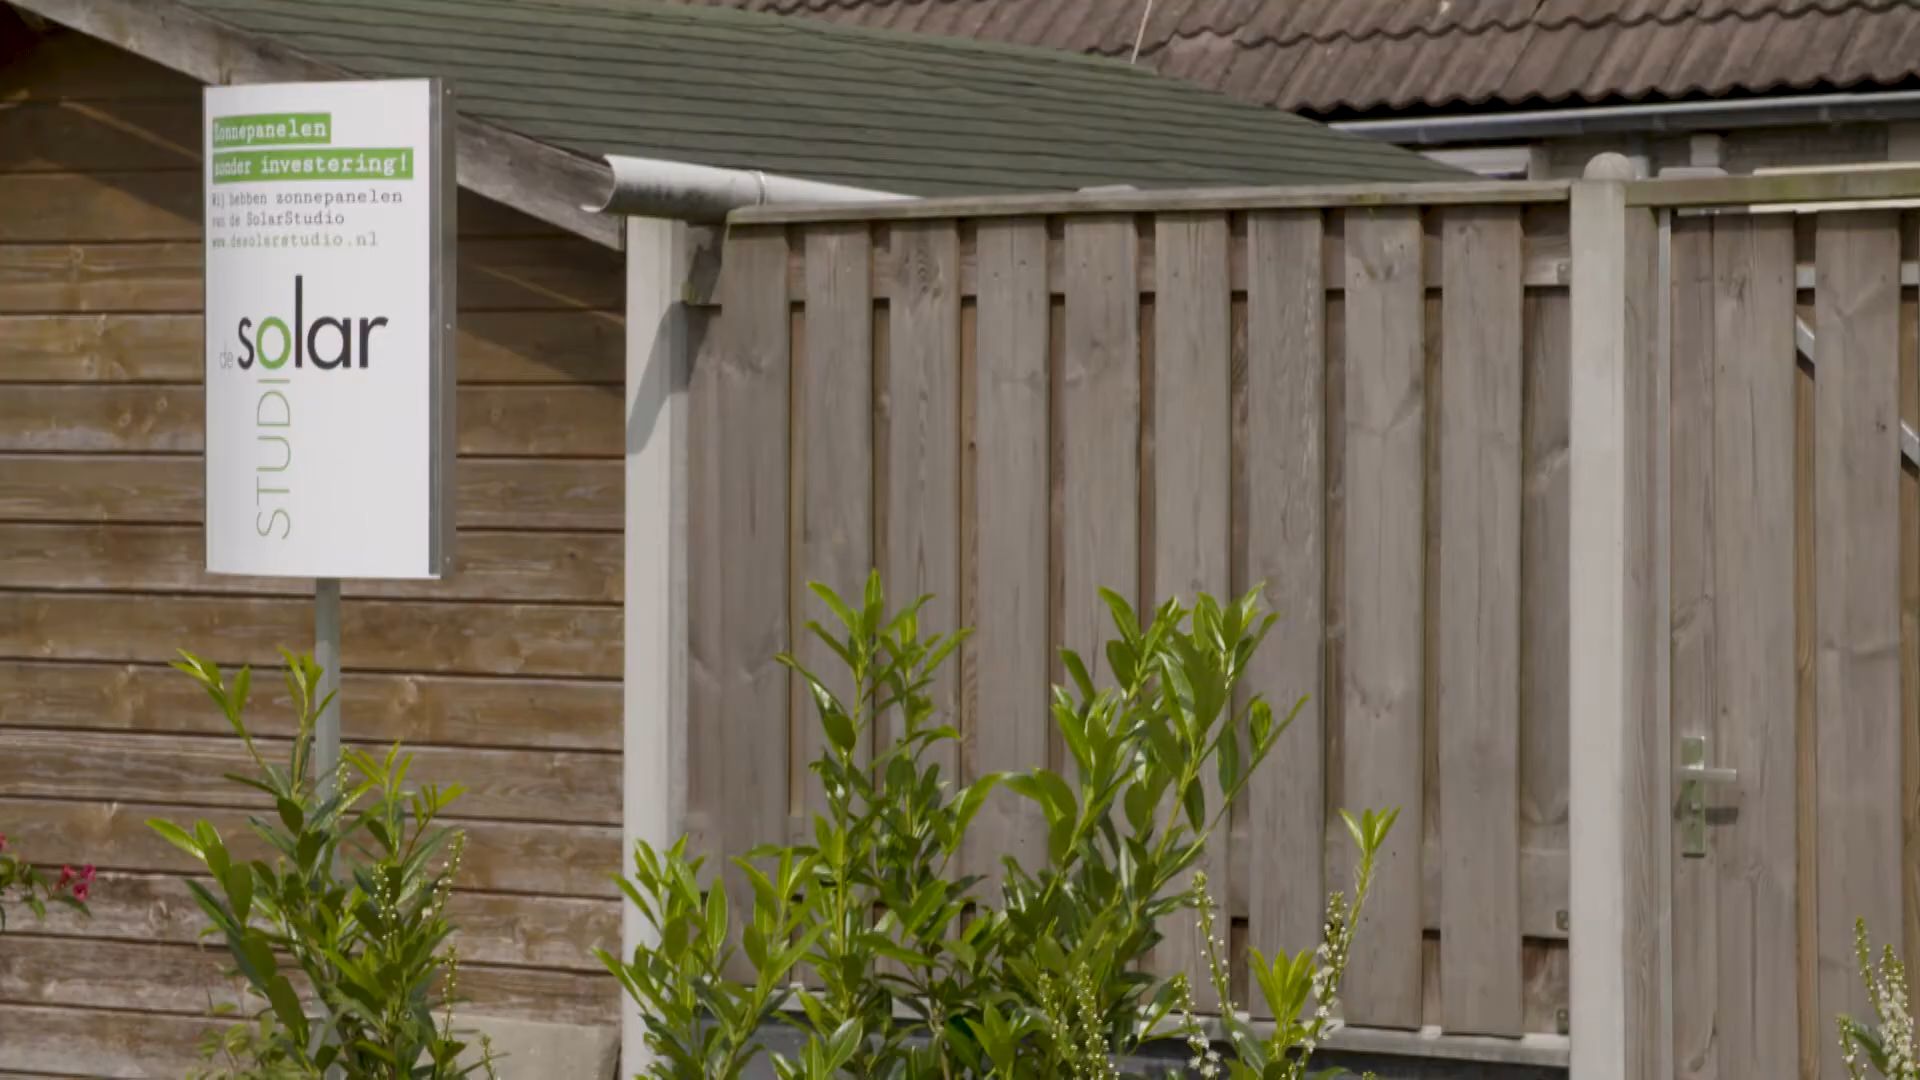 Zonnepanelen
zonder investering!
Wij hebben zonnepanelen
van de SolarStudio
www.desolarstudio.nl
de solar
STUDIO